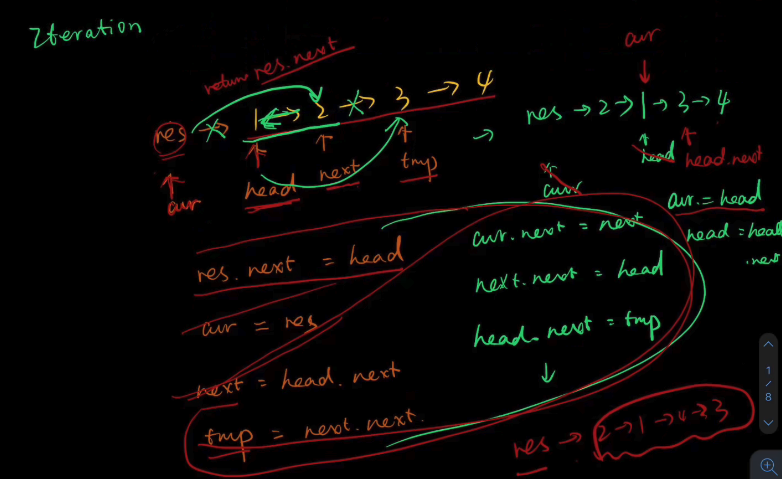 Iteration
return res.next
cur
res → 1 → 2 → 3 → 4
res → 2 → 1 → 3 → 4
cur
head
next
tmp
head
head.next
cur
cur = head
head = head
.next
res.next = head
cur = res
next = head.next
tmp = next.next.
cur.next = next
next.next = head
head.next = tmp
res → 2 → 1 → 4 → 3
1
/
8